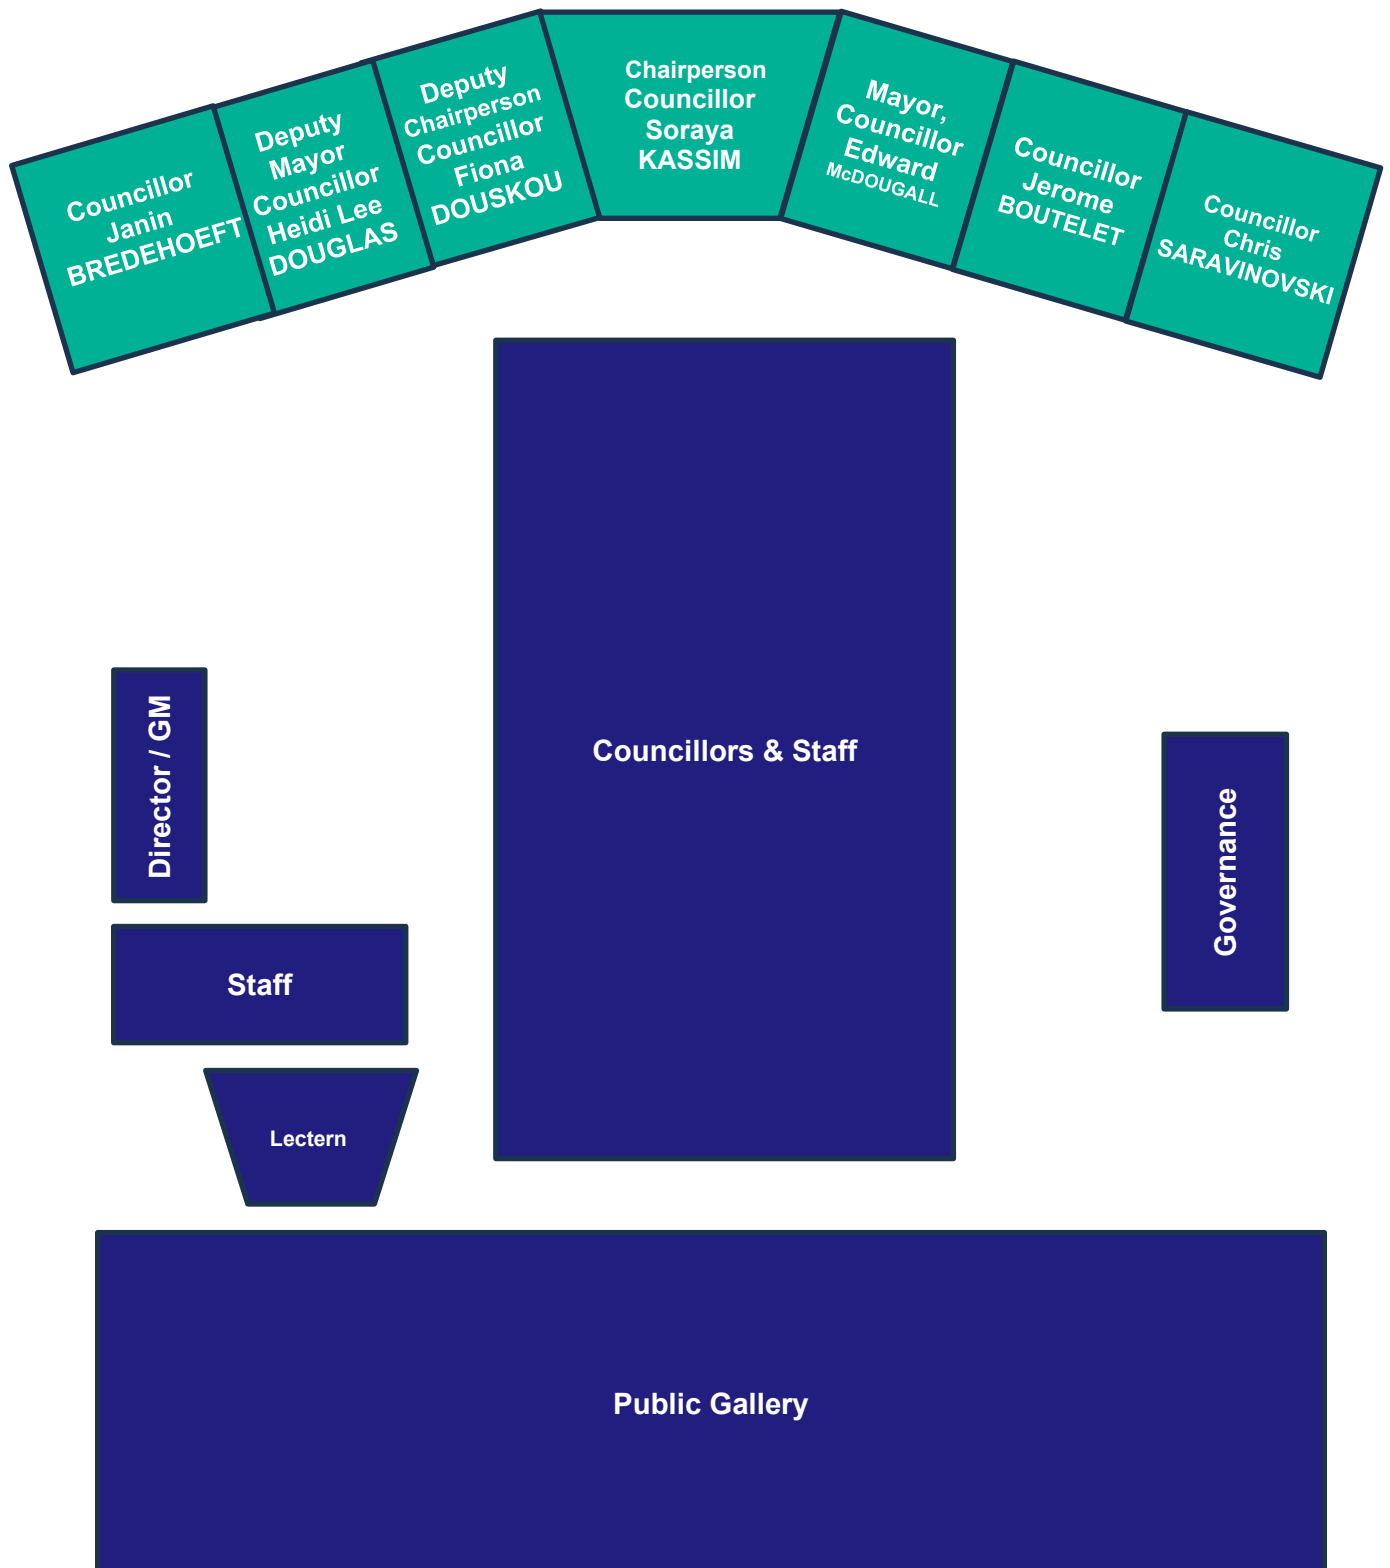 Councillor
Janin
BREDEHOEFT
Deputy
Mayor
Councillor
Heidi Lee
DOUGLAS
Deputy
Chairperson
Councillor
Fiona
DOUSKOU
Chairperson
Councillor
Soraya
KASSIM
Mayor,
Councillor
Edward
McDOUGALL
Councillor
Jerome
BOUTELET
Councillor
Chris
SARAVINOVSKI
Director / GM
Councillors & Staff
Governance
Staff
Lectern
Public Gallery